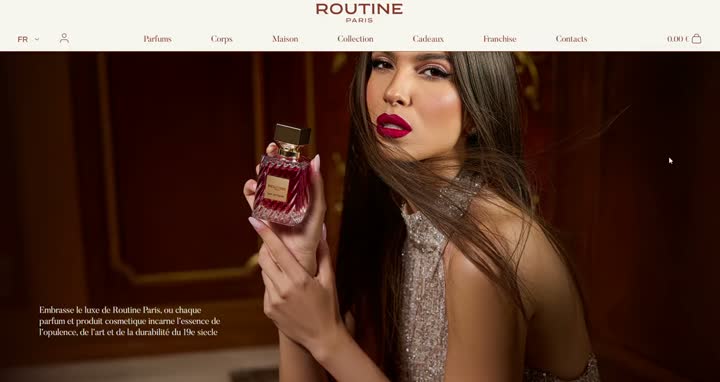 ROUTINE
PARIS
FR
Parfums
Corps
Maison
Collection
Cadeaux
Franchise
Contacts
0.00 €
Embrasse le luxe de Routine Paris, ou chaque
parfum et produit cosmetique incarne l'essence de
l'opulence, de l'art et de la durabilité du 19e siecle